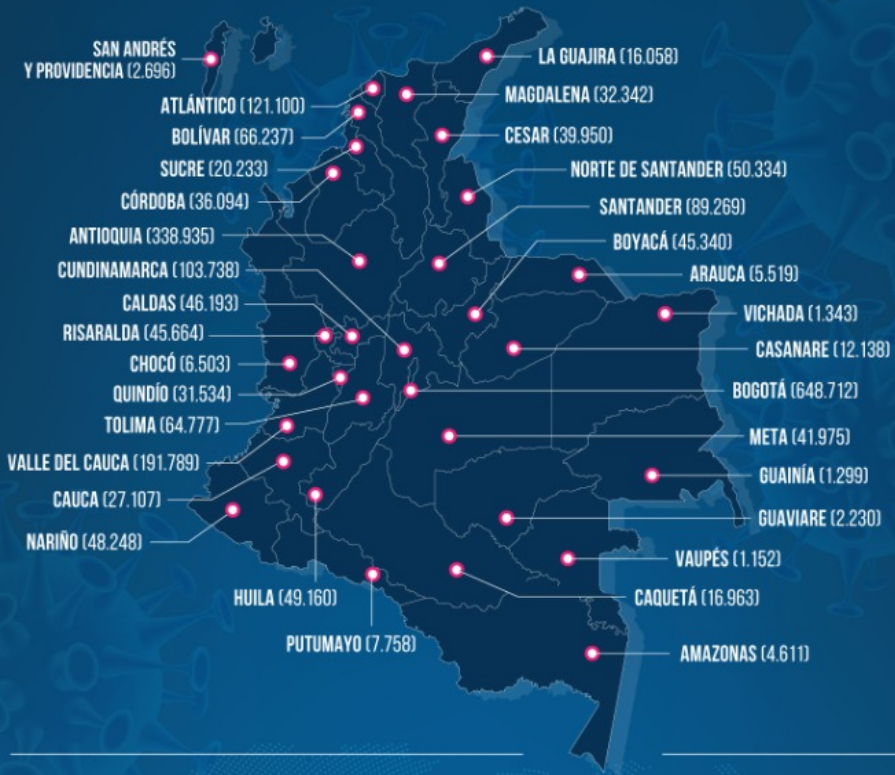 SAN ANDRÉS
Y PROVIDENCIA (2.696)
ATLÁNTICO (121.100)
BOLÍVAR (66.237)
SUCRE (20.233)
CÓRDOBA (36.094)
ANTIOQUIA (338.935)
CUNDINAMARCA (103.738)
CALDAS (46.193)
RISARALDA (45.664)
CHOCÓ (6.503)
QUINDÍO (31.534)
TOLIMA (64.777)
VALLE DEL CAUCA (191.789)
CAUCA (27.107)
NARIÑO (48.248)
HUILA (49.160)
PUTUMAYO (7.758)
LA GUAJIRA (16.058)
MAGDALENA (32.342)
CESAR (39.950)
NORTE DE SANTANDER (50.334)
SANTANDER (89.269)
BOYACÁ (45.340)
ARAUCA (5.519)
VICHADA (1.343)
CASANARE (12.138)
BOGOTÁ (648.712)
META (41.975)
GUAINÍA (1.299)
GUAVIARE (2.230)
VAUPÉS (1.152)
CAQUETÁ (16.963)
AMAZONAS (4.611)